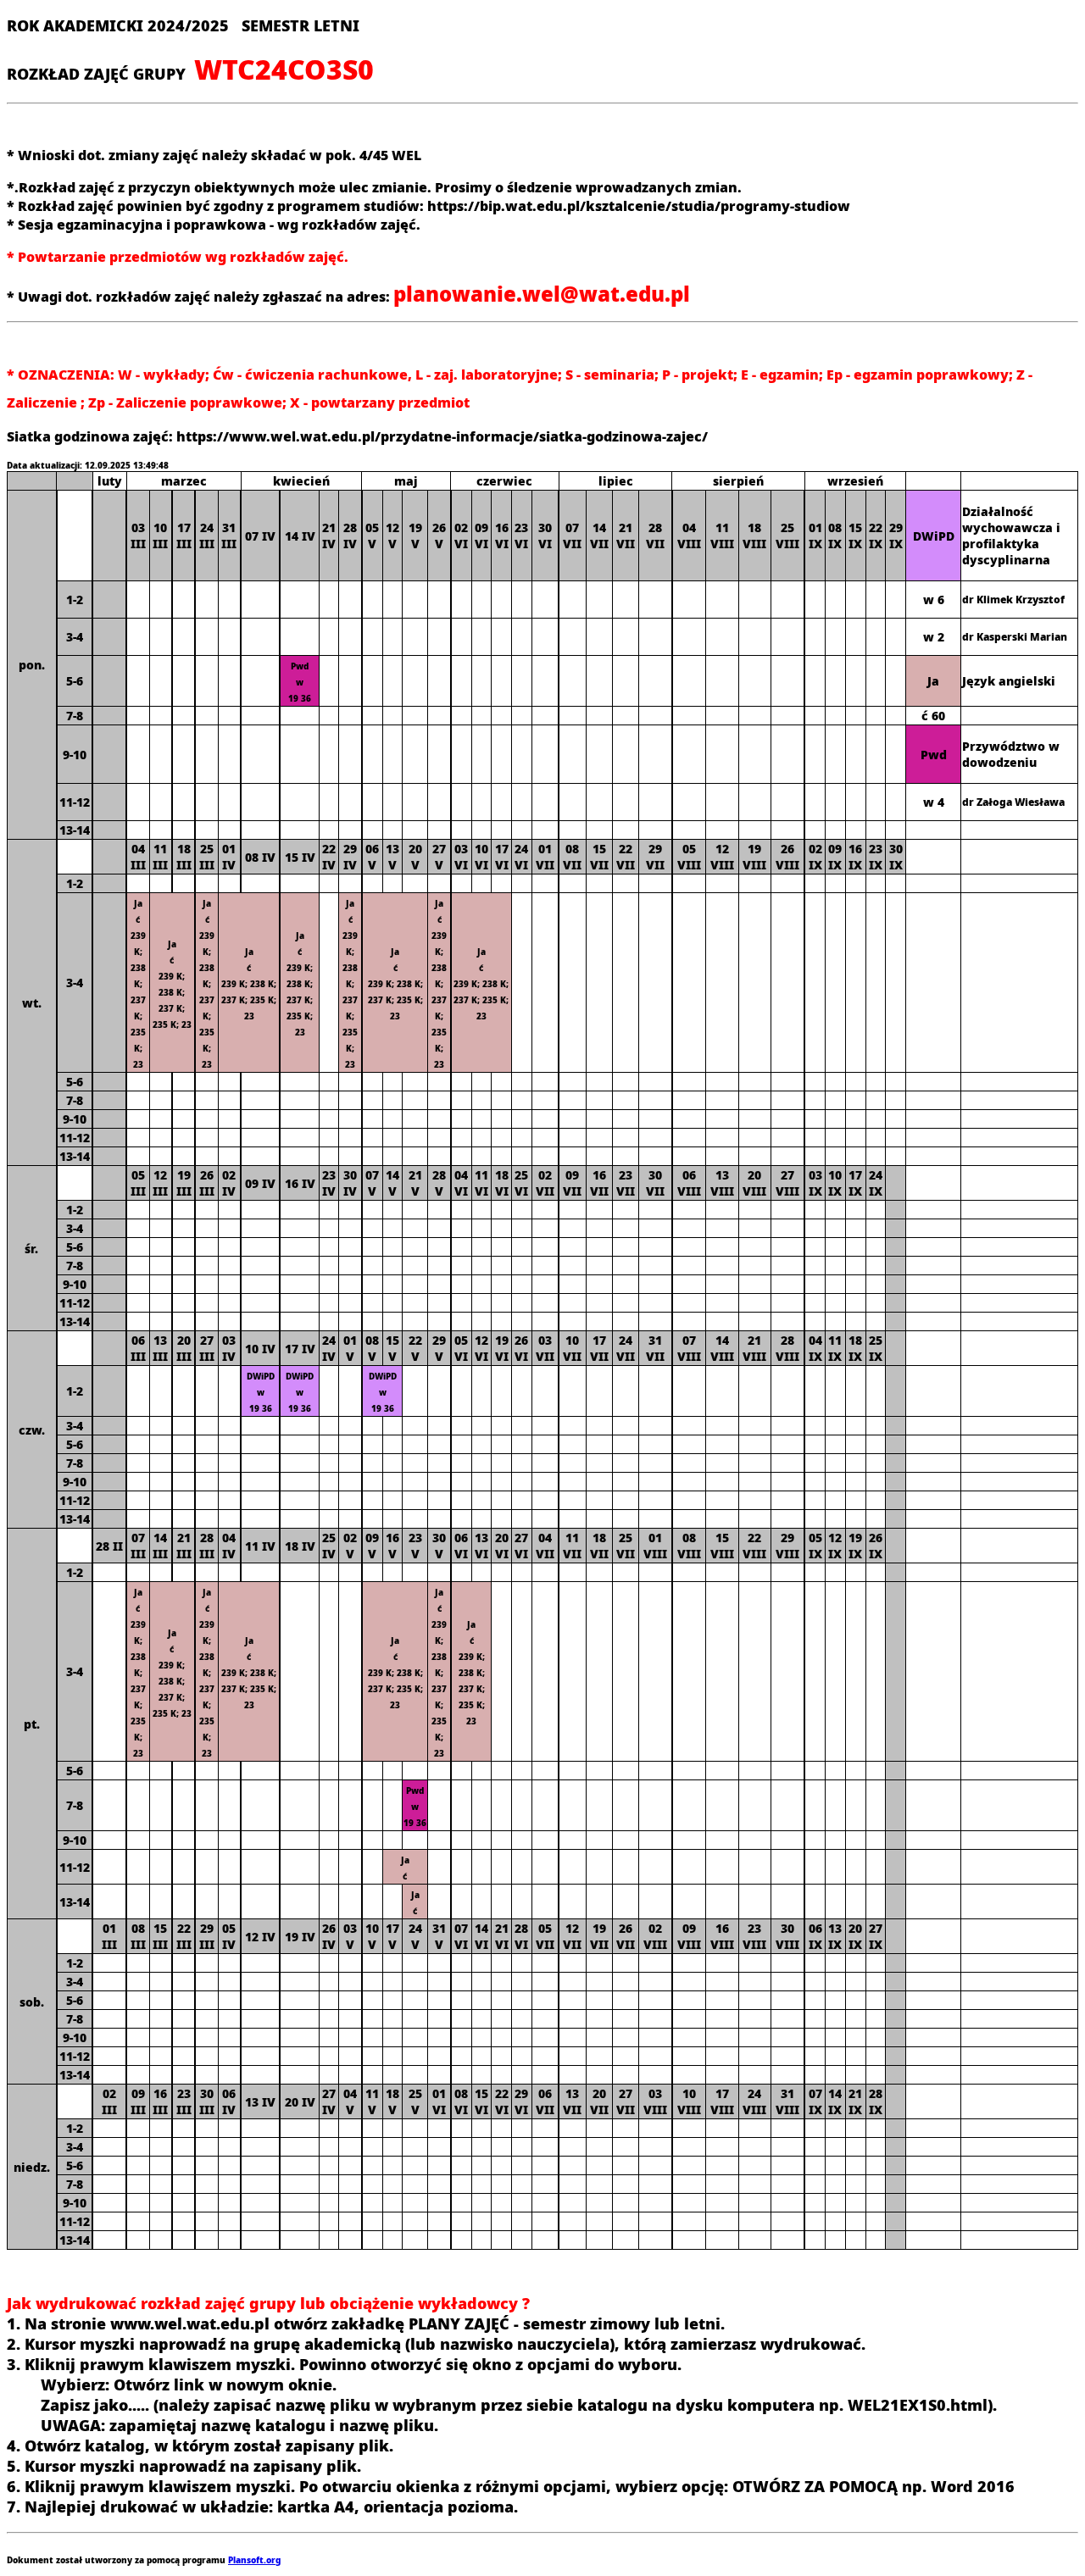 ROK AKADEMICKI 2024/2025 SEMESTR LETNI
ROZKŁAD ZAJĘĆ GRUPY WTC24CO3S0
* Wnioski dot. zmiany zajęć należy składać w pok. 4/45 WEL
*.Rozkład zajęć z przyczyn obiektywnych może ulec zmianie. Prosimy o śledzenie wprowadzanych zmian.
* Rozkład zajęć powinien być zgodny z programem studiów: https://bip.wat.edu.pl/ksztalcenie/studia/programy-studiow
* Sesja egzaminacyjna i poprawkowa - wg rozkładów zajęć.
* Powtarzanie przedmiotów wg rozkładów zajęć.
* Uwagi dot. rozkładów zajęć należy zgłaszać na adres: planowanie.wel@wat.edu.pl
* OZNACZENIA: W - wykłady; Ćw - ćwiczenia rachunkowe, L - zaj. laboratoryjne; S - seminaria; P - projekt; E - egzamin; Ep - egzamin poprawkowy; Z -
Zaliczenie ; Zp - Zaliczenie poprawkowe; X - powtarzany przedmiot
Siatka godzinowa zajęć: https://www.wel.wat.edu.pl/przydatne-informacje/siatka-godzinowa-zajec/
Data aktualizacji: 12.09.2025 13:49:48
luty marzec kwiecień maj czerwiec lipiec sierpień wrzesień
pon.
03 III 10 III 17 III 24 III 31 III 07 IV 14 IV 21 IV 28 IV 05 V 12 V 19 V 26 V 02 VI 09 VI 16 VI 23 VI 30 VI 07 VII 14 VII 21 VII 28 VII 04 VIII 11 VIII 18 VIII 25 VIII 01 IX 08 IX 15 IX 22 IX 29 IX DWiPD Działalność wychowawcza i profilaktyka dyscyplinarna
1-2 w 6 dr Klimek Krzysztof
3-4 w 2 dr Kasperski Marian
5-6 Pwd w 19 36 Ja Język angielski
7-8 ć 60
9-10 Pwd Przywództwo w dowodzeniu
11-12 w 4 dr Załoga Wiesława
13-14
wt.
04 III 11 III 18 III 25 III 01 IV 08 IV 15 IV 22 IV 29 IV 06 V 13 V 20 V 27 V 03 VI 10 VI 17 VI 24 VI 01 VII 08 VII 15 VII 22 VII 29 VII 05 VIII 12 VIII 19 VIII 26 VIII 02 IX 09 IX 16 IX 23 IX 30 IX
1-2
3-4 Ja ć 239 K; 238 K; 237 K; 235 K; 23 Ja ć 239 K; 238 K; 237 K; 235 K; 23 Ja ć 239 K; 238 K; 237 K; 235 K; 23 Ja ć 239 K; 238 K; 237 K; 235 K; 23 Ja ć 239 K; 238 K; 237 K; 235 K; 23 Ja ć 239 K; 238 K; 237 K; 235 K; 23 Ja ć 239 K; 238 K; 237 K; 235 K; 23 Ja ć 239 K; 238 K; 237 K; 235 K; 23 Ja ć 239 K; 238 K; 237 K; 235 K; 23
5-6
7-8
9-10
11-12
13-14
śr.
05 III 12 III 19 III 26 III 02 IV 09 IV 16 IV 23 IV 30 IV 07 V 14 V 21 V 28 V 04 VI 11 VI 18 VI 25 VI 02 VII 09 VII 16 VII 23 VII 30 VII 06 VIII 13 VIII 20 VIII 27 VIII 03 IX 10 IX 17 IX 24 IX
1-2
3-4
5-6
7-8
9-10
11-12
13-14
czw.
06 III 13 III 20 III 27 III 03 IV 10 IV 17 IV 24 IV 01 V 08 V 15 V 22 V 29 V 05 VI 12 VI 19 VI 26 VI 03 VII 10 VII 17 VII 24 VII 31 VII 07 VIII 14 VIII 21 VIII 28 VIII 04 IX 11 IX 18 IX 25 IX
1-2 DWiPD w 19 36 DWiPD w 19 36 DWiPD w 19 36
3-4
5-6
7-8
9-10
11-12
13-14
pt.
28 II 07 III 14 III 21 III 28 III 04 IV 11 IV 18 IV 25 IV 02 V 09 V 16 V 23 V 30 V 06 VI 13 VI 20 VI 27 VI 04 VII 11 VII 18 VII 25 VII 01 VIII 08 VIII 15 VIII 22 VIII 29 VIII 05 IX 12 IX 19 IX 26 IX
1-2
3-4 Ja ć 239 K; 238 K; 237 K; 235 K; 23 Ja ć 239 K; 238 K; 237 K; 235 K; 23 Ja ć 239 K; 238 K; 237 K; 235 K; 23 Ja ć 239 K; 238 K; 237 K; 235 K; 23 Ja ć 239 K; 238 K; 237 K; 235 K; 23 Ja ć 239 K; 238 K; 237 K; 235 K; 23 Ja ć 239 K; 238 K; 237 K; 235 K; 23
5-6
7-8 Pwd w 19 36
9-10
11-12 Ja ć
13-14 Ja ć
sob.
01 III 08 III 15 III 22 III 29 III 05 IV 12 IV 19 IV 26 IV 03 V 10 V 17 V 24 V 31 V 07 VI 14 VI 21 VI 28 VI 05 VII 12 VII 19 VII 26 VII 02 VIII 09 VIII 16 VIII 23 VIII 30 VIII 06 IX 13 IX 20 IX 27 IX
1-2
3-4
5-6
7-8
9-10
11-12
13-14
niedz.
02 III 09 III 16 III 23 III 30 III 06 IV 13 IV 20 IV 27 IV 04 V 11 V 18 V 25 V 01 VI 08 VI 15 VI 22 VI 29 VI 06 VII 13 VII 20 VII 27 VII 03 VIII 10 VIII 17 VIII 24 VIII 31 VIII 07 IX 14 IX 21 IX 28 IX
1-2
3-4
5-6
7-8
9-10
11-12
13-14
Jak wydrukować rozkład zajęć grupy lub obciążenie wykładowcy ?
1. Na stronie www.wel.wat.edu.pl otwórz zakładkę PLANY ZAJĘĆ - semestr zimowy lub letni.
2. Kursor myszki naprowadź na grupę akademicką (lub nazwisko nauczyciela), którą zamierzasz wydrukować.
3. Kliknij prawym klawiszem myszki. Powinno otworzyć się okno z opcjami do wyboru.
Wybierz: Otwórz link w nowym oknie.
Zapisz jako..... (należy zapisać nazwę pliku w wybranym przez siebie katalogu na dysku komputera np. WEL21EX1S0.html).
UWAGA: zapamiętaj nazwę katalogu i nazwę pliku.
4. Otwórz katalog, w którym został zapisany plik.
5. Kursor myszki naprowadź na zapisany plik.
6. Kliknij prawym klawiszem myszki. Po otwarciu okienka z różnymi opcjami, wybierz opcję: OTWÓRZ ZA POMOCĄ np. Word 2016
7. Najlepiej drukować w układzie: kartka A4, orientacja pozioma.
Dokument został utworzony za pomocą programu Plansoft.org